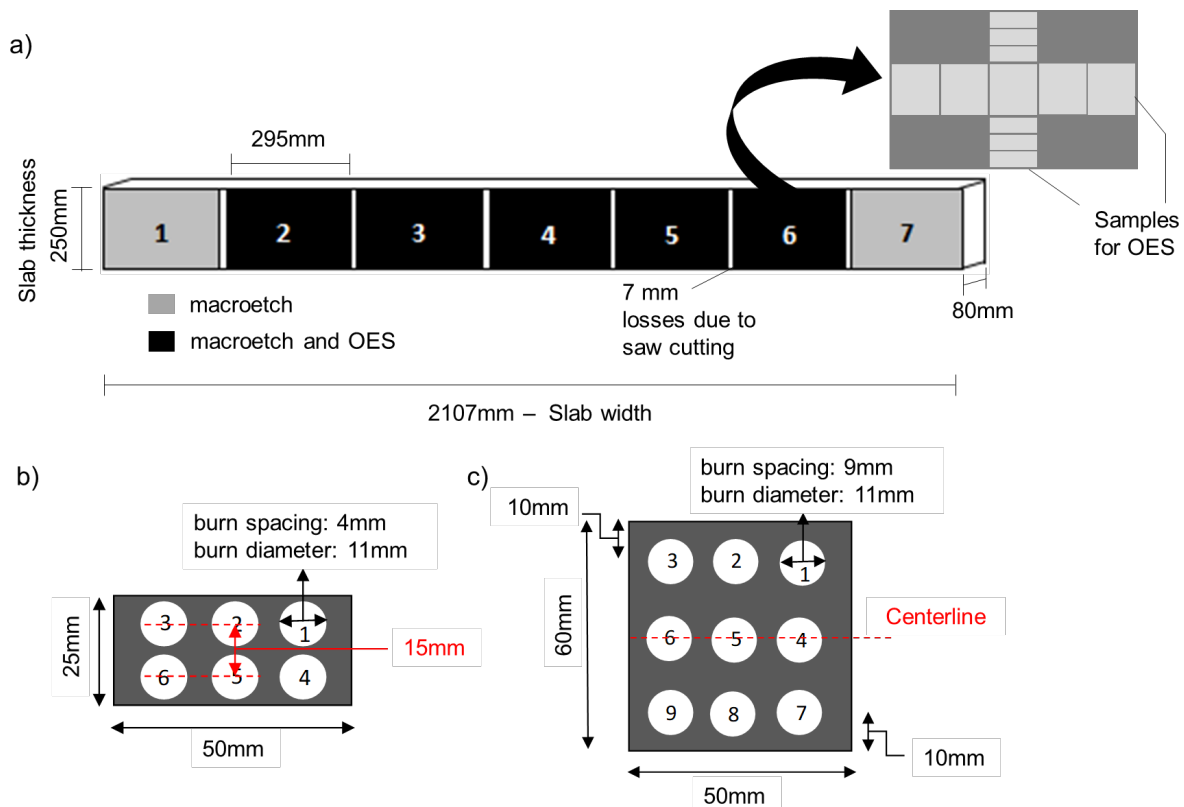 a)
295mm
Slab thickness
250mm
1
2
3
4
5
6
7
Samples
for OES
80mm
7 mm
losses due to
saw cutting
macroetch
macroetch and OES
2107mm – Slab width
b)
burn spacing: 4mm
burn diameter: 11mm
25mm
3
2
1
6
5
4
15mm
50mm
c)
burn spacing: 9mm
burn diameter: 11mm
10mm
60mm
3
2
1
6
5
4
Centerline
9
8
7
10mm
50mm